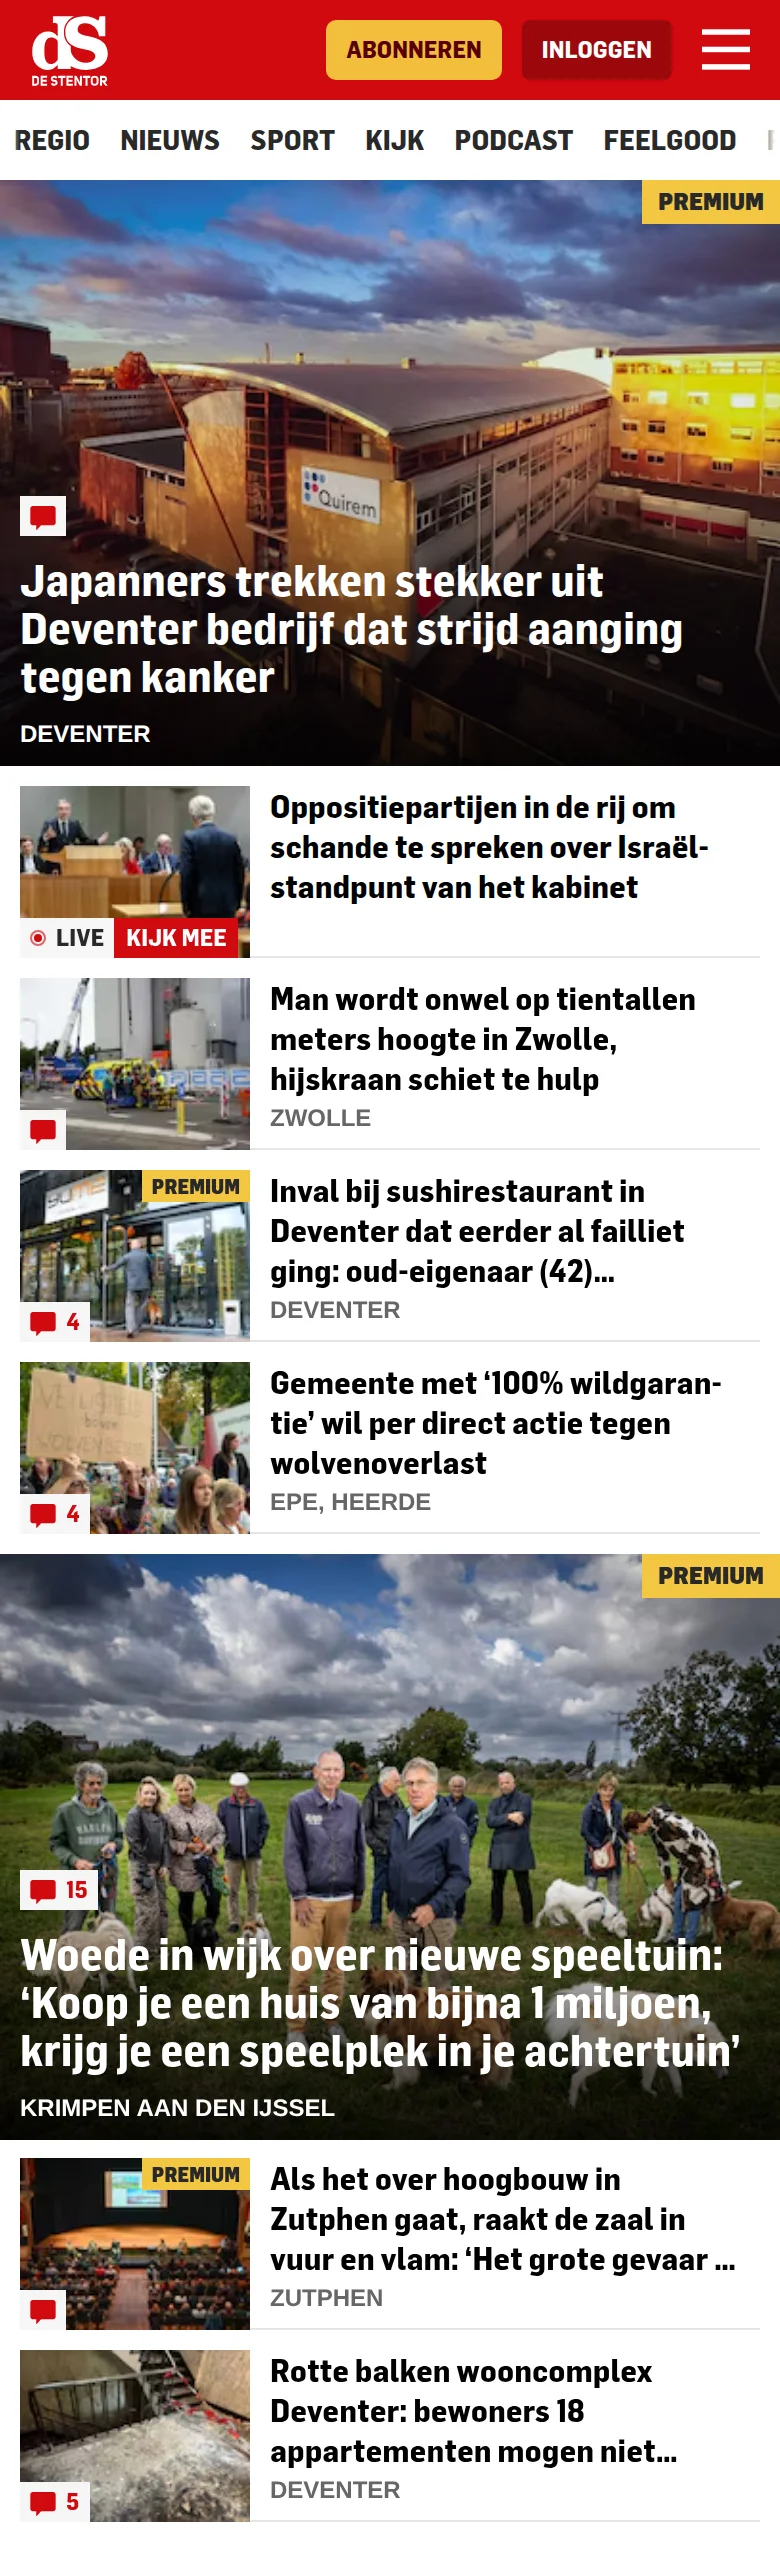 dS
DE STENTOR
ABONNEREN
INLOGGEN
REGIO NIEUWS SPORT KIJK PODCAST FEELGOOD
PREMIUM
Quirem
Japanners trekken stekker uit
Deventer bedrijf dat strijd aanging
tegen kanker
DEVENTER
Oppositiepartijen in de rij om
schande te spreken over Israël-
standpunt van het kabinet
LIVE KIJK MEE
Man wordt onwel op tientallen
meters hoogte in Zwolle,
hijskraan schiet te hulp
ZWOLLE
PREMIUM
Inval bij sushirestaurant in
Deventer dat eerder al failliet
ging: oud-eigenaar (42)...
DEVENTER
4
Gemeente met ‘100% wildgaran-
tie’ wil per direct actie tegen
wolvenoverlast
EPE, HEERDE
4
PREMIUM
15
Woede in wijk over nieuwe speeltuin:
‘Koop je een huis van bijna 1 miljoen,
krijg je een speelplek in je achtertuin’
KRIMPEN AAN DEN IJSSEL
PREMIUM
Als het over hoogbouw in
Zutphen gaat, raakt de zaal in
vuur en vlam: ‘Het grote gevaar ...
ZUTPHEN
Rotte balken wooncomplex
Deventer: bewoners 18
appartementen mogen niet...
DEVENTER
5